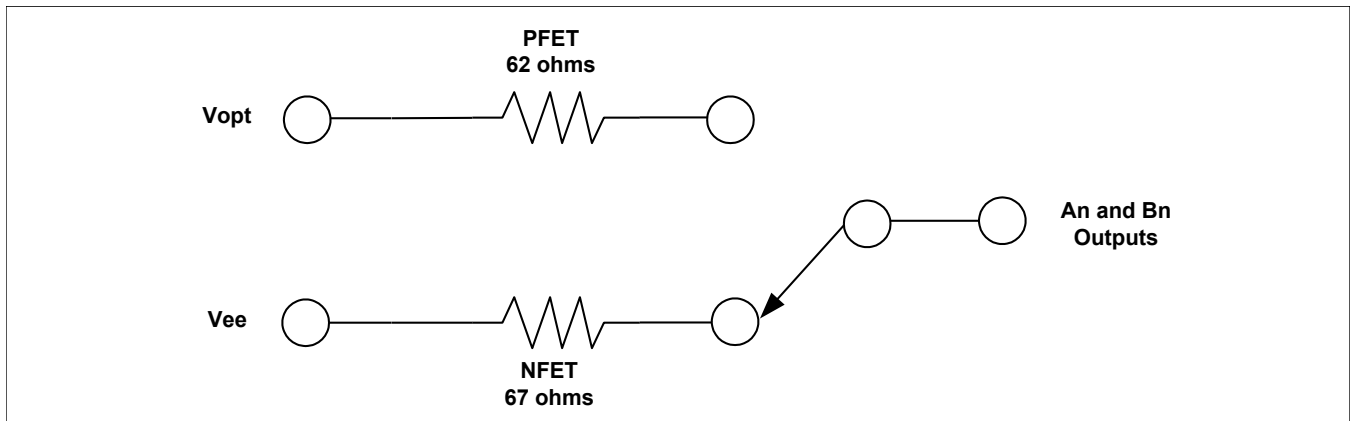 PFET
62 ohms
Vopt
An and Bn
Outputs
Vee
NFET
67 ohms